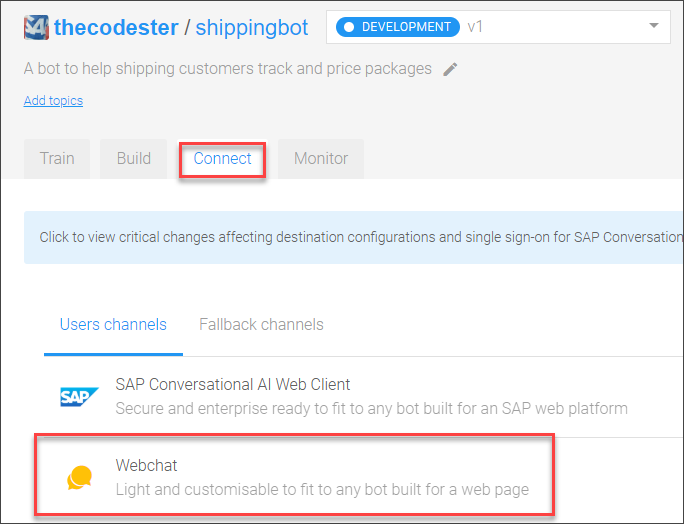 thecodester / shippingbot DEVELOPMENT v1
A bot to help shipping customers track and price packages
Add topics
Train Build Connect Monitor
Click to view critical changes affecting destination configurations and single sign-on for SAP Conversation
Users channels Fallback channels
SAP SAP Conversational AI Web Client
Secure and enterprise ready to fit to any bot built for an SAP web platform
Webchat
Light and customisable to fit to any bot built for a web page